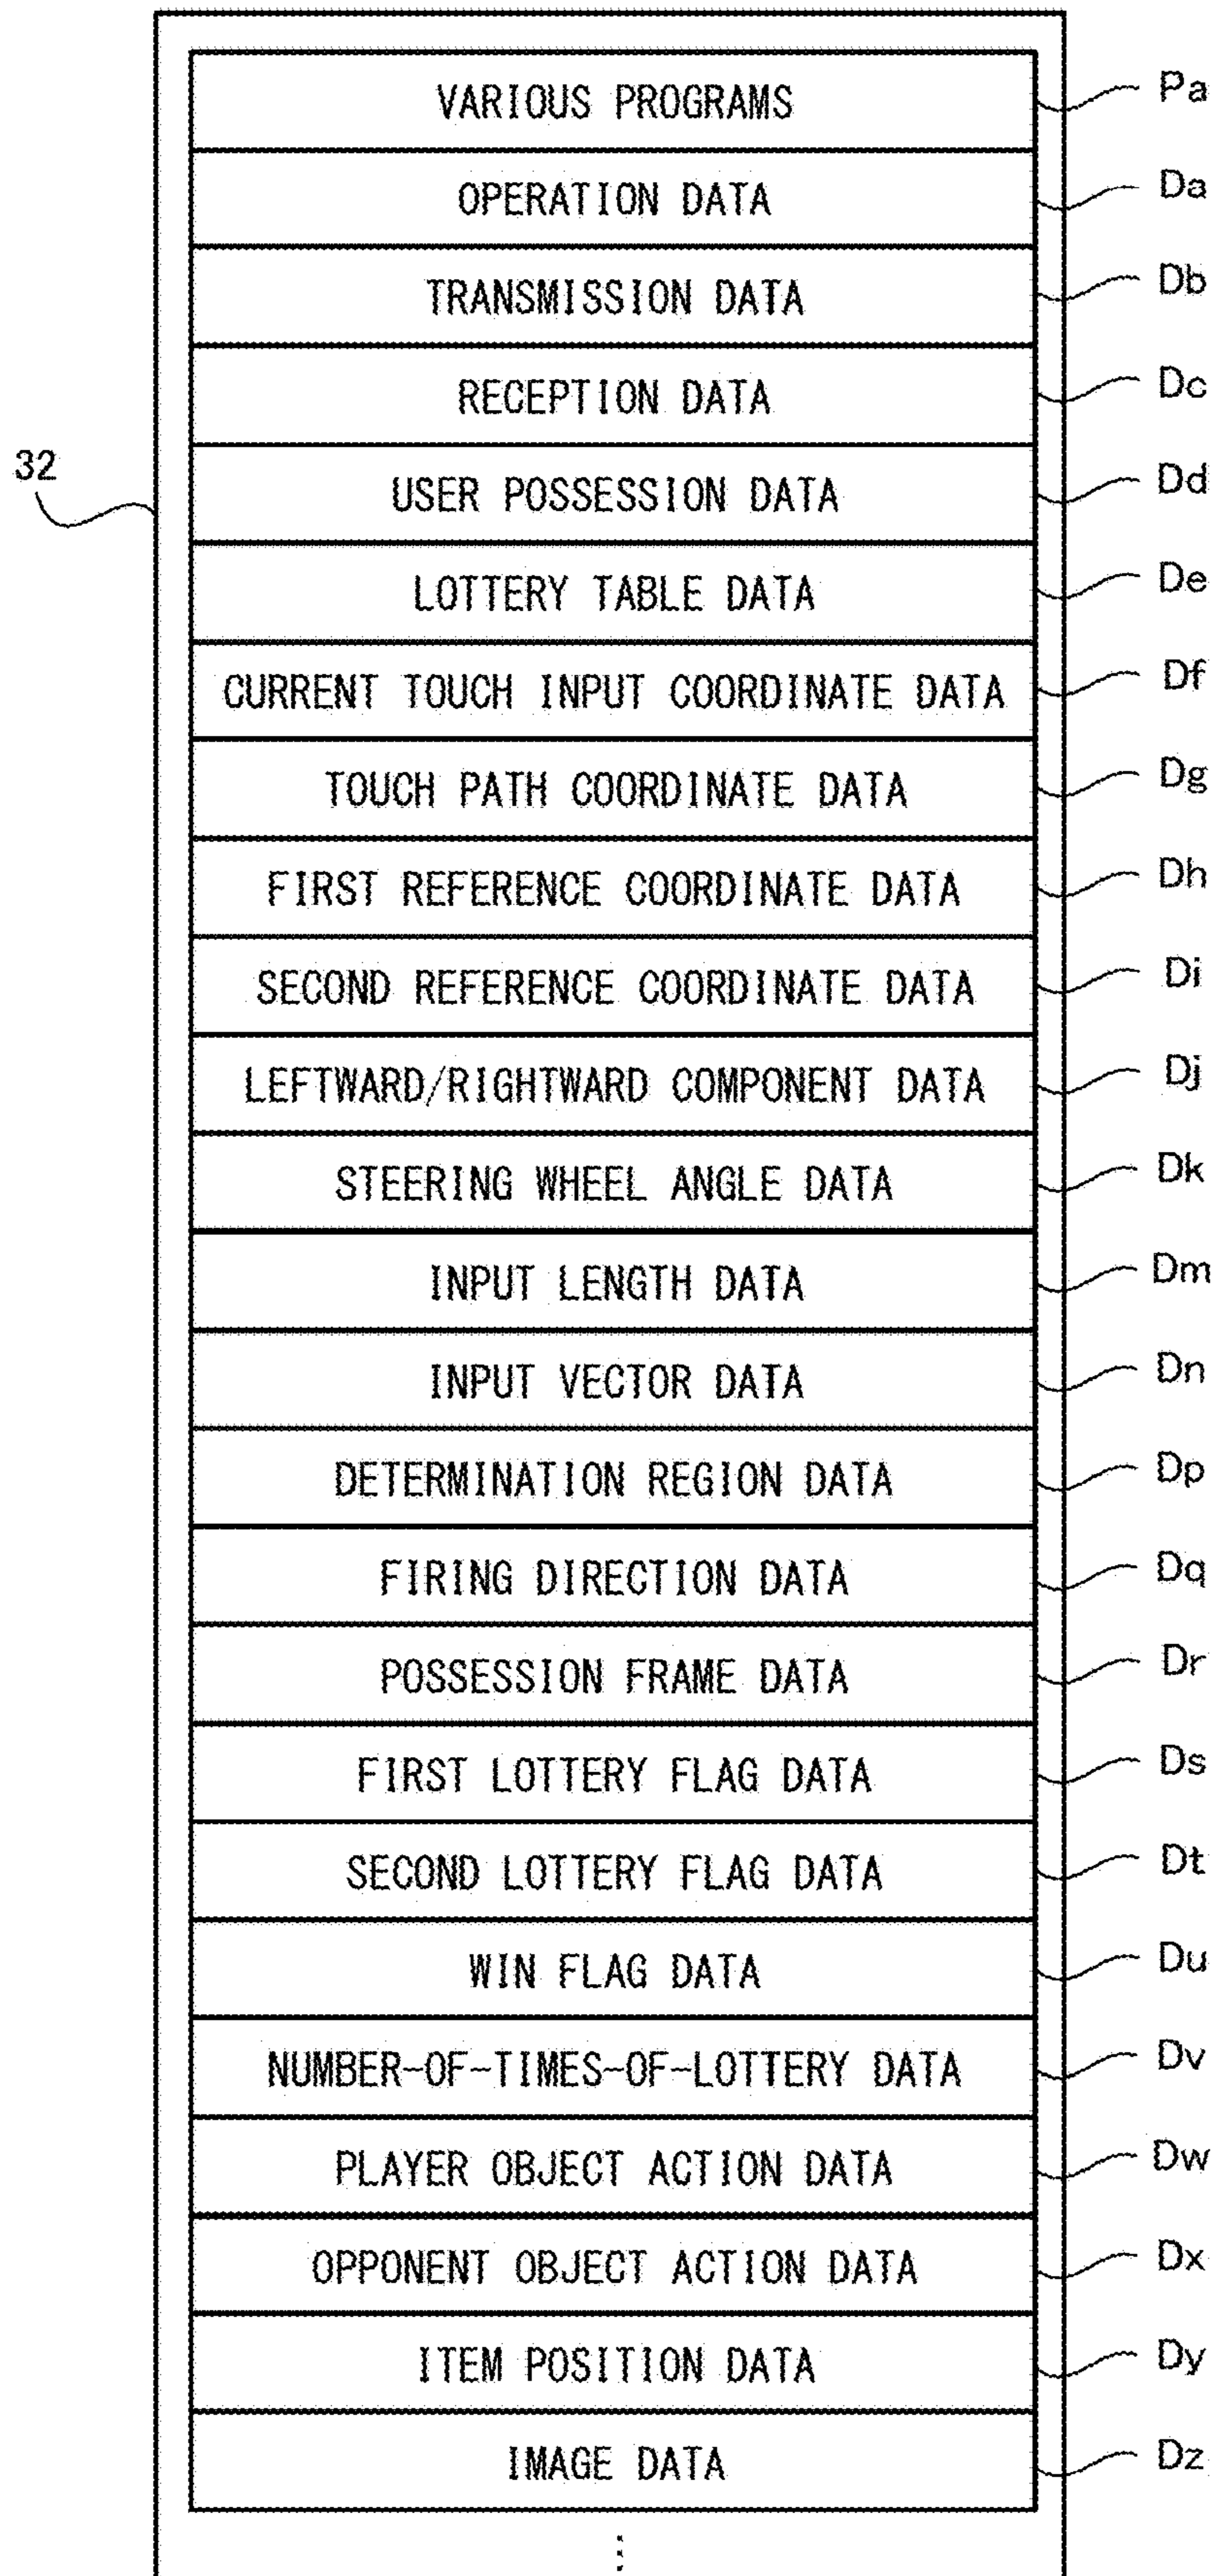 VARIOUS PROGRAMS Pa
OPERATION DATA Da
TRANSMISSION DATA Db
RECEPTION DATA Dc
32
USER POSSESSION DATA Dd
LOTTERY TABLE DATA De
CURRENT TOUCH INPUT COORDINATE DATA Df
TOUCH PATH COORDINATE DATA Dg
FIRST REFERENCE COORDINATE DATA Dh
SECOND REFERENCE COORDINATE DATA Di
LEFTWARD/RIGHTWARD COMPONENT DATA Dj
STEERING WHEEL ANGLE DATA Dk
INPUT LENGTH DATA Dm
INPUT VECTOR DATA Dn
DETERMINATION REGION DATA Dp
FIRING DIRECTION DATA Dq
POSSESSION FRAME DATA Dr
FIRST LOTTERY FLAG DATA Ds
SECOND LOTTERY FLAG DATA Dt
WIN FLAG DATA Du
NUMBER-OF-TIMES-OF-LOTTERY DATA Dv
PLAYER OBJECT ACTION DATA Dw
OPPONENT OBJECT ACTION DATA Dx
ITEM POSITION DATA Dy
IMAGE DATA Dz